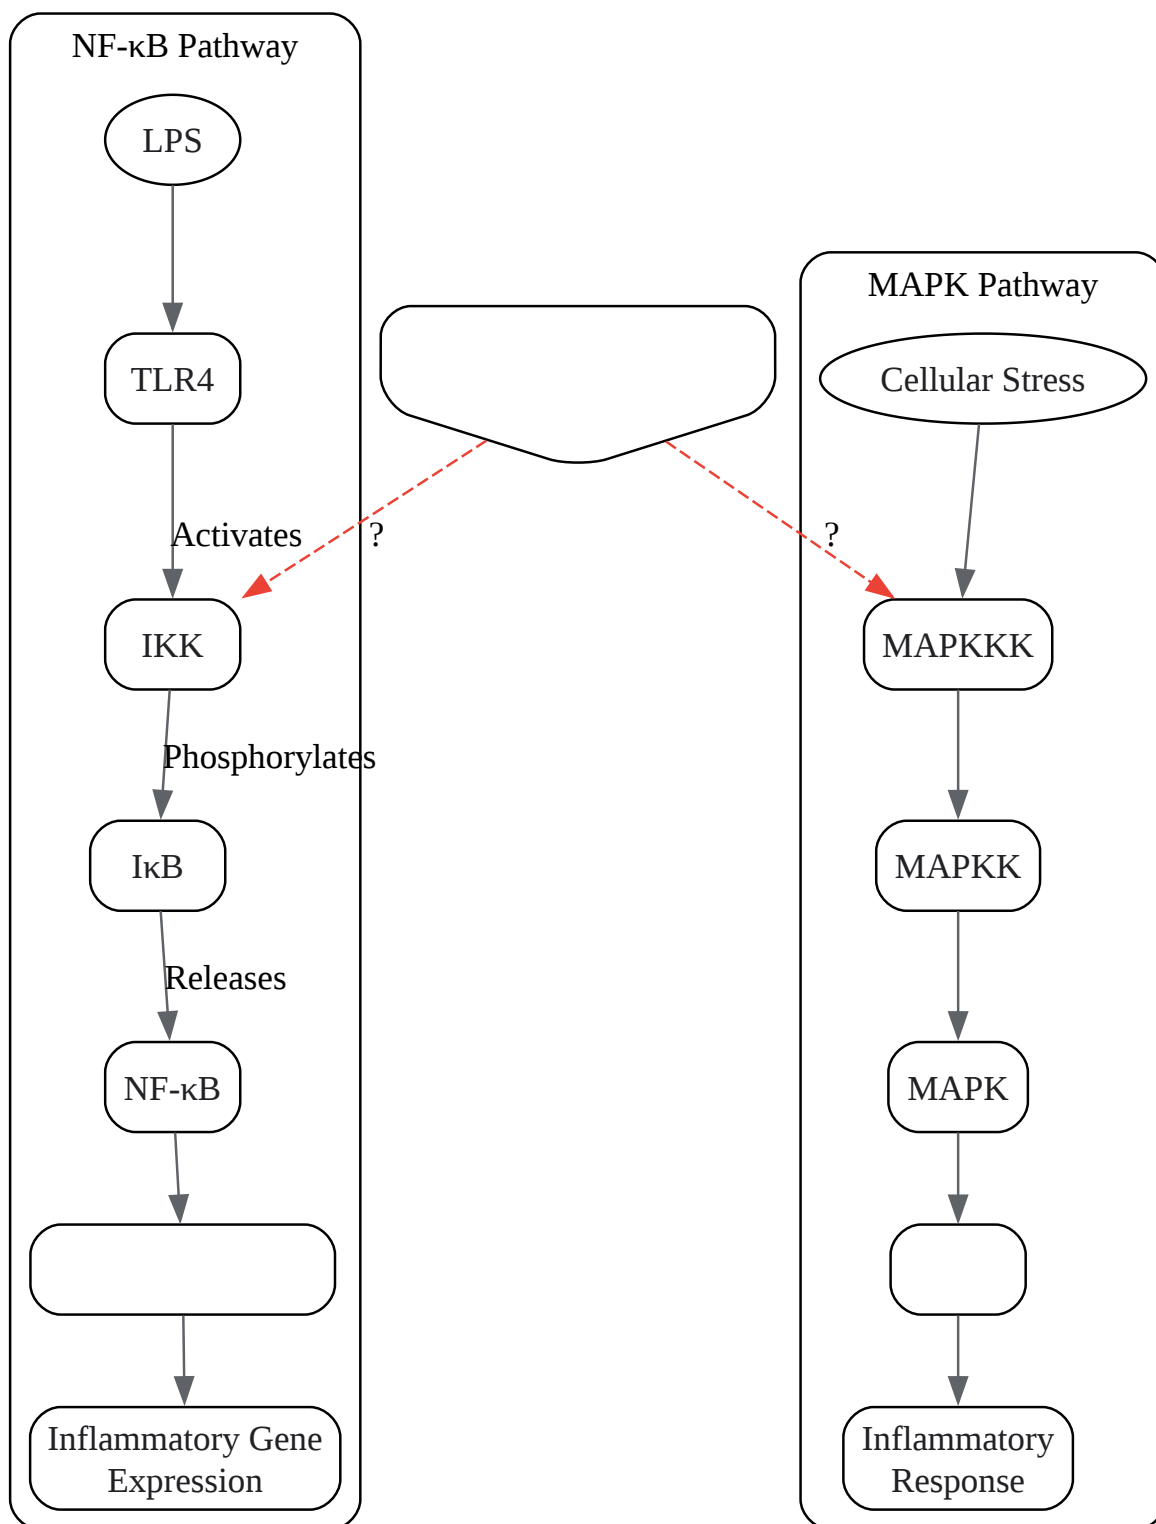 NF-κB Pathway
LPS
TLR4
Activates
?
IKK
Phosphorylates
IκB
Releases
NF-κB
Inflammatory Gene
Expression
MAPK Pathway
Cellular Stress
?
MAPKKK
MAPKK
MAPK
Inflammatory
Response